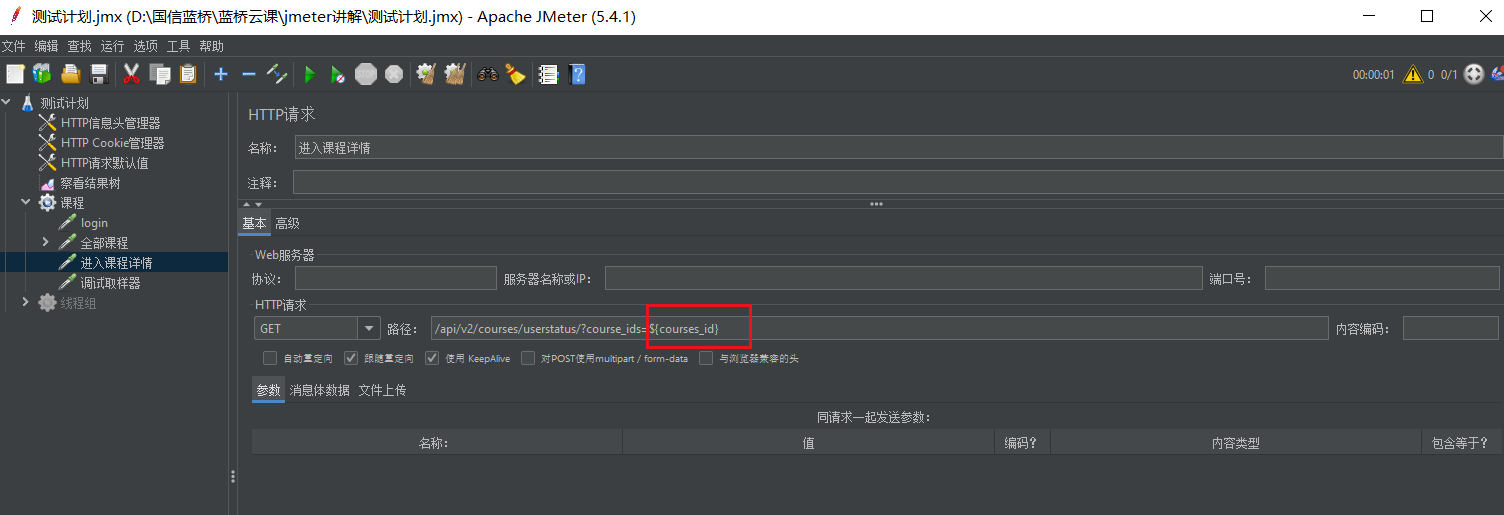 测试计划.jmx (D:\国信蓝桥\蓝桥云课\jmeter讲解\测试计划.jmx) - Apache JMeter (5.4.1)
文件 编辑 查找 运行 选项 工具 帮助
STOP 00:00:01 0 0/1
测试计划
HTTP信息头管理器
HTTP Cookie管理器
HTTP请求默认值
察看结果树
课程
login
全部课程
进入课程详情
调试取样器
线程组
HTTP请求
名称： 进入课程详情
注释：
基本 高级
Web服务器
协议： 服务器名称或IP： 端口号：
HTTP请求
GET 路径： /api/v2/courses/userstatus/?course_ids=${courses_id} 内容编码：
自动重定向 跟随重定向 使用 KeepAlive 对POST使用multipart / form-data 与浏览器兼容的头
参数 消息体数据 文件上传
同请求一起发送参数：
名称： 值 编码？ 内容类型 包含等于？